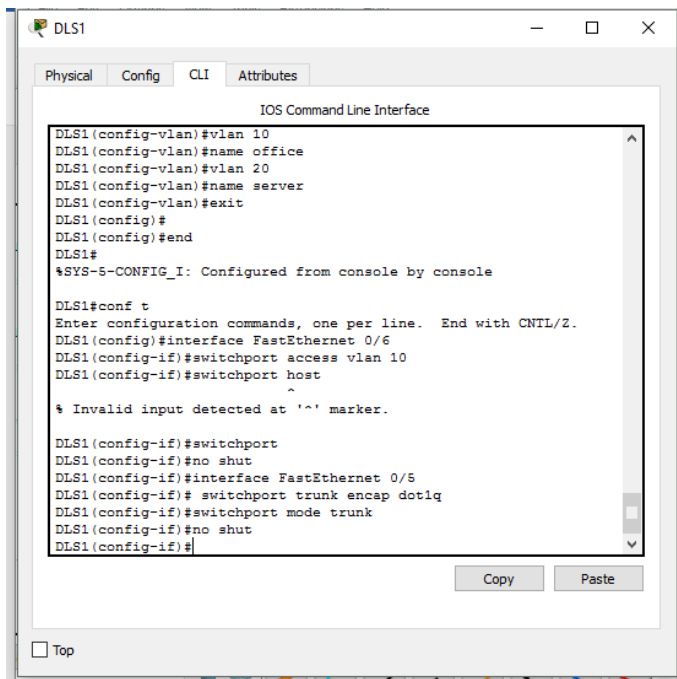 DLS1
Physical Config CLI Attributes
IOS Command Line Interface
DLS1(config-vlan)#vlan 10
DLS1(config-vlan)#name office
DLS1(config-vlan)#vlan 20
DLS1(config-vlan)#name server
DLS1(config-vlan)#exit
DLS1(config)#
DLS1(config)#end
DLS1#
%SYS-5-CONFIG_I: Configured from console by console

DLS1#conf t
Enter configuration commands, one per line.  End with CNTL/Z.
DLS1(config)#interface FastEthernet 0/6
DLS1(config-if)#switchport access vlan 10
DLS1(config-if)#switchport host
                           ^
% Invalid input detected at '^' marker.

DLS1(config-if)#switchport
DLS1(config-if)#no shut
DLS1(config-if)#interface FastEthernet 0/5
DLS1(config-if)# switchport trunk encap dot1q
DLS1(config-if)#switchport mode trunk
DLS1(config-if)#no shut
DLS1(config-if)#
Copy Paste
Top